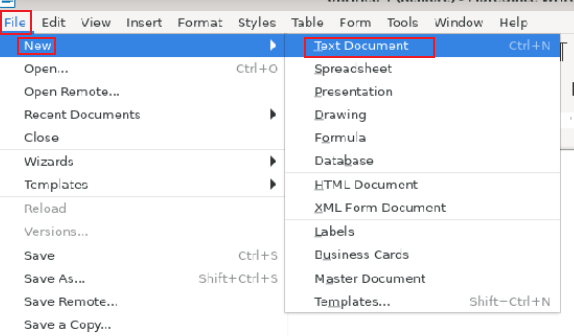 File Edit View Insert Format Styles Table Form Tools Window Help
New
Open... Ctrl+O
Open Remote...
Recent Documents
Close
Wizards
Templates
Reload
Versions...
Save Ctrl+S
Save As... Shift+Ctrl+S
Save Remote...
Save a Copy...
Text Document Ctrl+N
Spreadsheet
Presentation
Drawing
Formula
Database
HTML Document
XML Form Document
Labels
Business Cards
Master Document
Templates... Shift-Ctrl+N